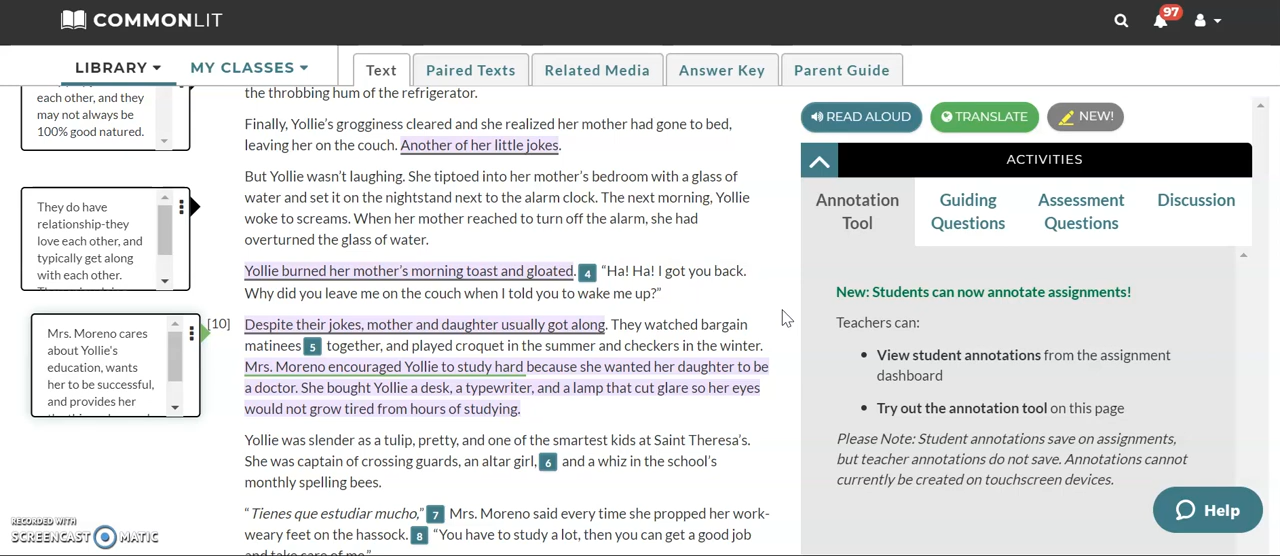 COMMONLIT
97
LIBRARY
MY CLASSES
Text
Paired Texts
Related Media
Answer Key
Parent Guide
each other, and they
may not always be
100% good natured.
They do have
relationship-they
love each other, and
typically get along
with each other.
Mrs. Moreno cares
about Yollie's
education, wants
her to be successful,
and provides her
the throbbing hum of the refrigerator.
Finally, Yollie's grogginess cleared and she realized her mother had gone to bed,
leaving her on the couch. Another of her little jokes.
But Yollie wasn't laughing. She tiptoed into her mother's bedroom with a glass of
water and set it on the nightstand next to the alarm clock. The next morning, Yollie
woke to screams. When her mother reached to turn off the alarm, she had
overturned the glass of water.
Yollie burned her mother's morning toast and gloated. 4 “Ha! Ha! I got you back.
Why did you leave me on the couch when I told you to wake me up?”
[10] Despite their jokes, mother and daughter usually got along. They watched bargain
matinees 5 together, and played croquet in the summer and checkers in the winter.
Mrs. Moreno encouraged Yollie to study hard because she wanted her daughter to be
a doctor. She bought Yollie a desk, a typewriter, and a lamp that cut glare so her eyes
would not grow tired from hours of studying.
Yollie was slender as a tulip, pretty, and one of the smartest kids at Saint Theresa's.
She was captain of crossing guards, an altar girl, 6 and a whiz in the school's
monthly spelling bees.
“Tienes que estudiar mucho,” 7 Mrs. Moreno said every time she propped her work-
weary feet on the hassock. 8 “You have to study a lot, then you can get a good job
and take care of me.”
READ ALOUD
TRANSLATE
NEW!
ACTIVITIES
Annotation
Tool
Guiding
Questions
Assessment
Questions
Discussion
New: Students can now annotate assignments!
Teachers can:
• View student annotations from the assignment
dashboard
• Try out the annotation tool on this page
Please Note: Student annotations save on assignments,
but teacher annotations do not save. Annotations cannot
currently be created on touchscreen devices.
Help
RECORDED WITH
SCREENCAST MATIC